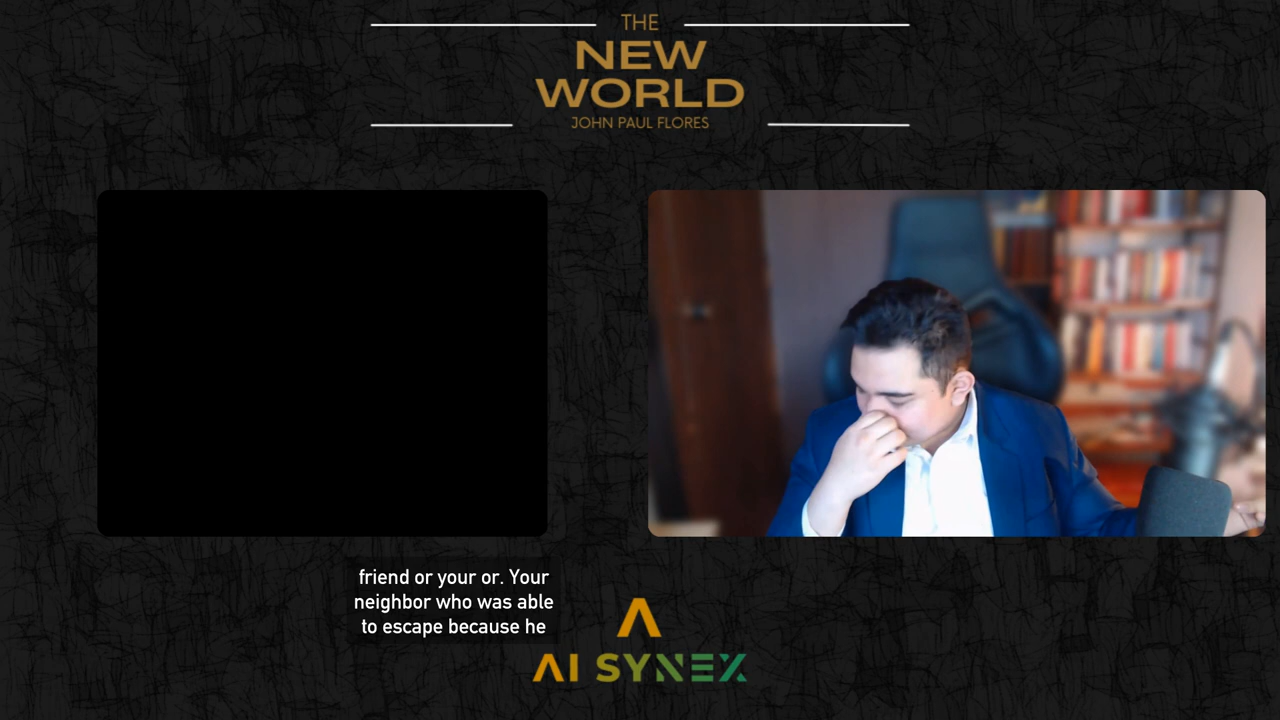 THE
NEW
WORLD
JOHN PAUL FLORES
friend or your or. Your
neighbor who was able
to escape because he
AI SYNEX